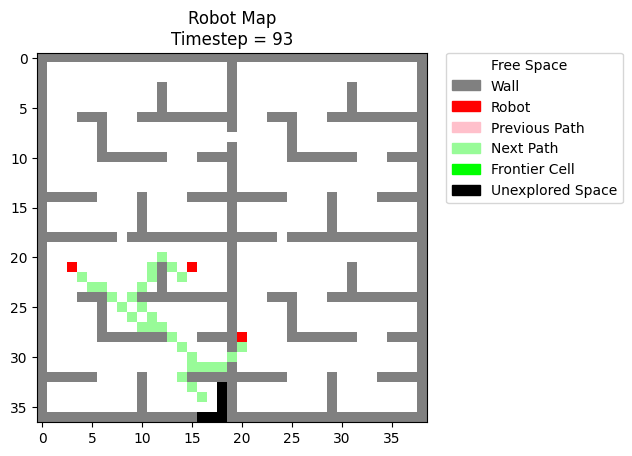 Robot Map
Timestep = 93
Free Space
Wall
Robot
Previous Path
Next Path
Frontier Cell
Unexplored Space
0
5
10
15
20
25
30
35
0 5 10 15 20 25 30 35